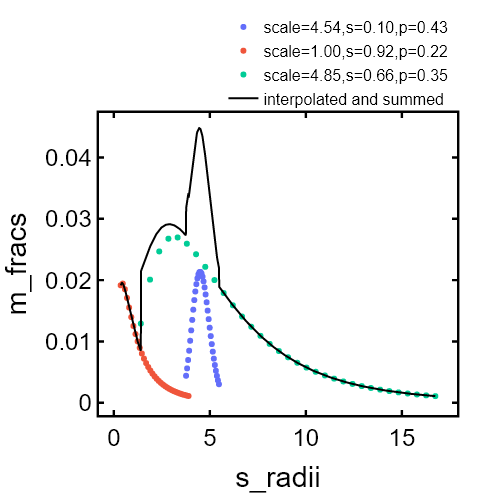 scale=4.54,s=0.10,p=0.43
scale=1.00,s=0.92,p=0.22
scale=4.85,s=0.66,p=0.35
interpolated and summed
0.04
0.03
0.02
0.01
0
m_fracs
0 5 10 15
s_radii